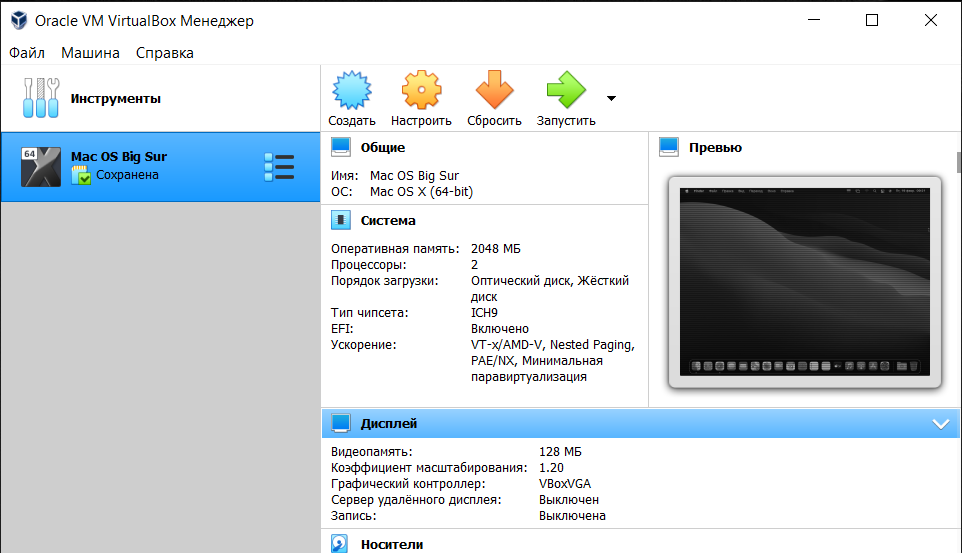 Oracle VM VirtualBox Менеджер
Файл Машина Справка
Инструменты
Создать Настроить Сбросить Запустить
64
Mac OS Big Sur
Сохранена
Общие
Имя: Mac OS Big Sur
ОС: Mac OS X (64-bit)
Превью
Система
Оперативная память: 2048 МБ
Процессоры: 2
Порядок загрузки: Оптический диск, Жёсткий
диск
Тип чипсета: ICH9
EFI: Включено
Ускорение: VT-x/AMD-V, Nested Paging,
PAE/NX, Минимальная
паравиртуализация
Дисплей
Видеопамять: 128 МБ
Коэффициент масштабирования: 1.20
Графический контроллер: VBoxVGA
Сервер удалённого дисплея: Выключен
Запись: Выключена
Носители